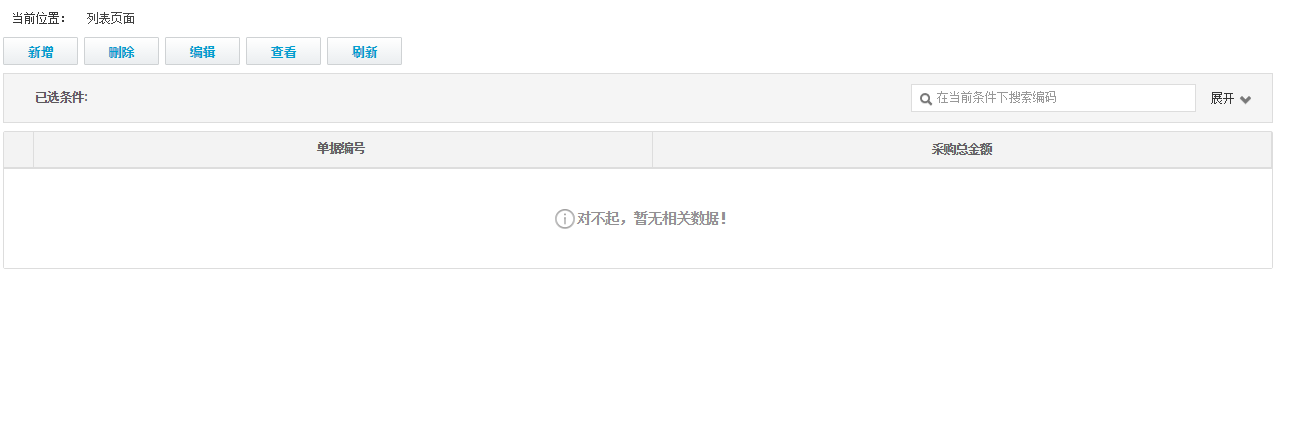 当前位置： 列表页面
新增 删除 编辑 查看 刷新
已选条件: 在当前条件下搜索编码 展开
单据编号 采购总金额
对不起，暂无相关数据！